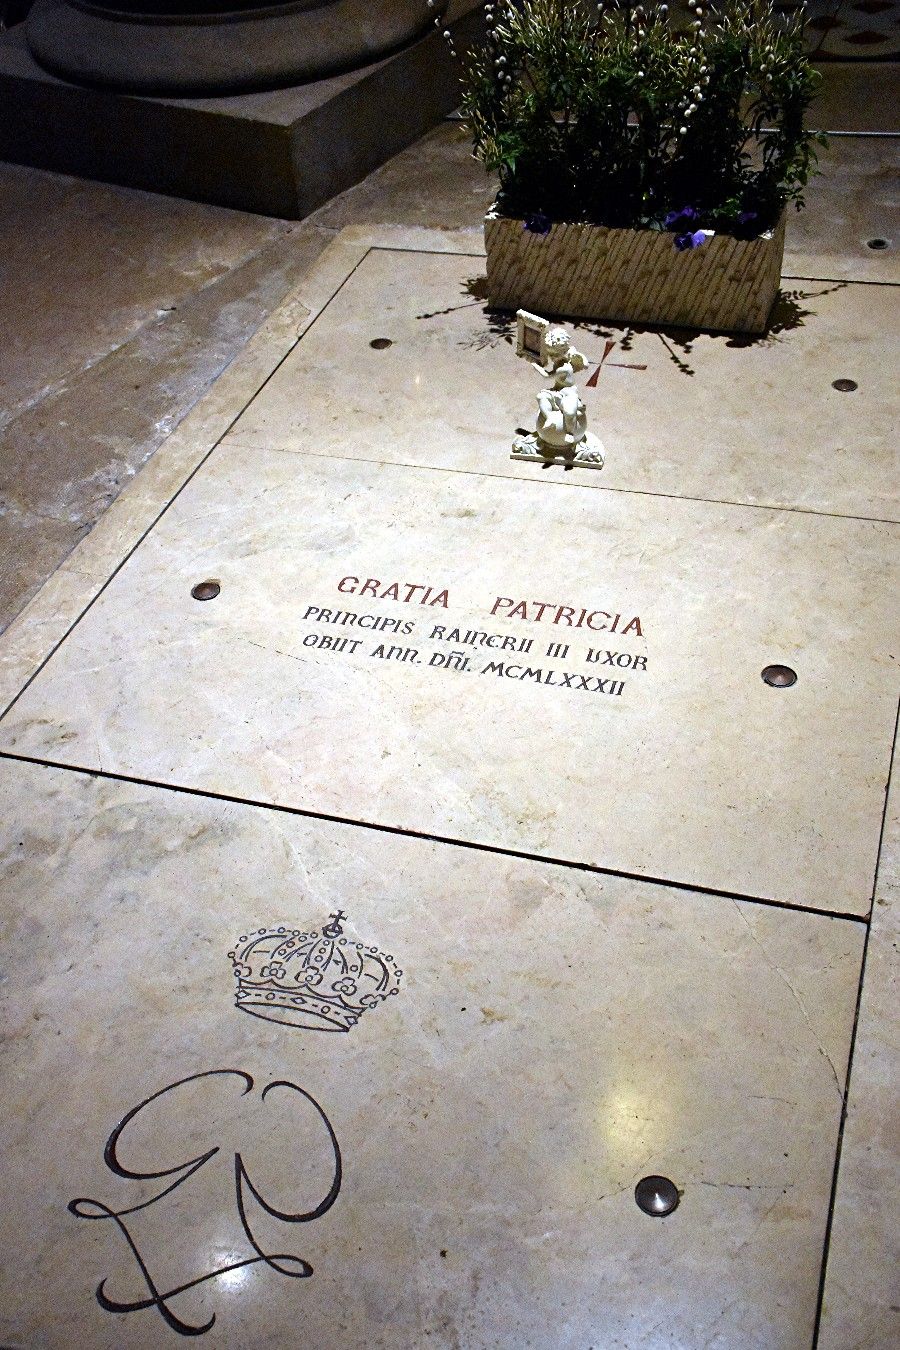 GRATIA PATRICIA
PRINCIPIS RAINERII III UXOR
OBIIT ANN. DÑI. MCMLXXXII